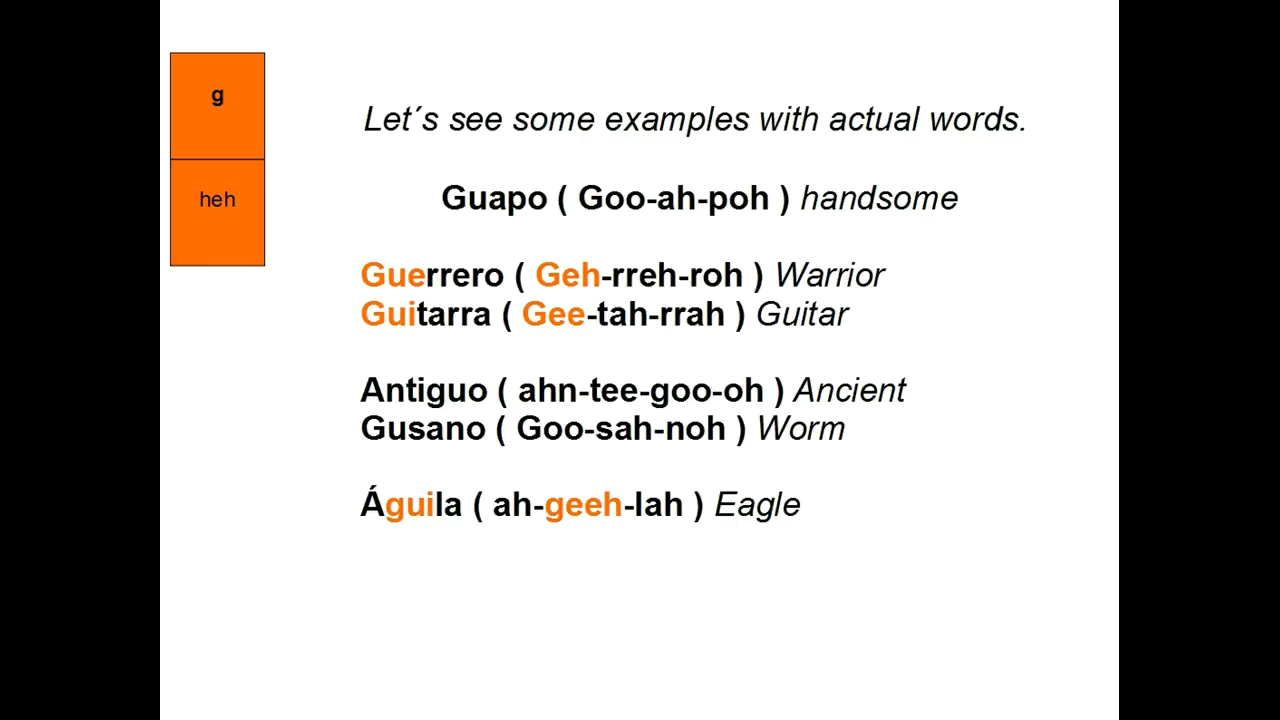 g
heh
Let´s see some examples with actual words.
Guapo ( Goo-ah-poh ) handsome
Guerrero ( Geh-rreh-roh ) Warrior
Guitarra ( Gee-tah-rrah ) Guitar
Antiguo ( ahn-tee-goo-oh ) Ancient
Gusano ( Goo-sah-noh ) Worm
Águila ( ah-geeh-lah ) Eagle